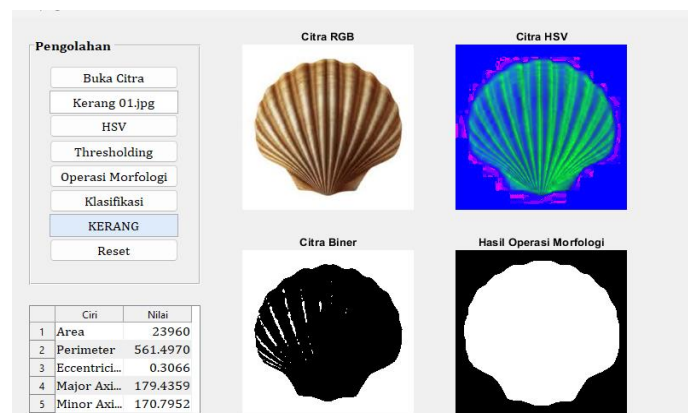 Pengolahan
Buka Citra
Kerang 01.jpg
HSV
Thresholding
Operasi Morfologi
Klasifikasi
KERANG
Reset
Citra RGB
Citra HSV
Citra Biner
Hasil Operasi Morfologi
Ciri Nilai
1 Area 23960
2 Perimeter 561.4970
3 Eccentrici... 0.3066
4 Major Axi... 179.4359
5 Minor Axi... 170.7952